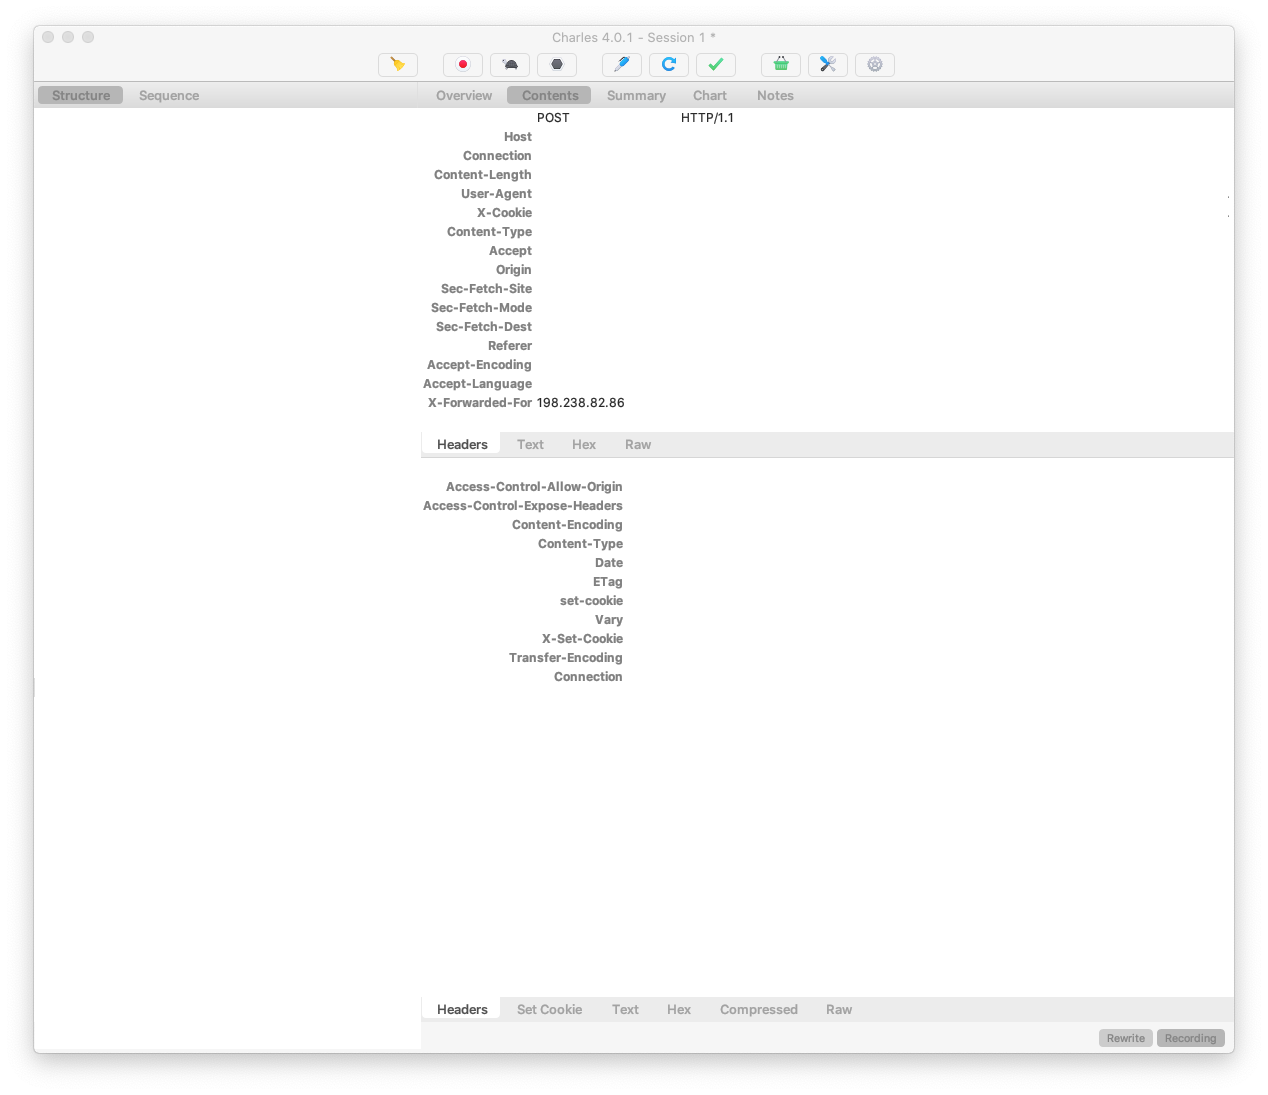 Charles 4.0.1 - Session 1 *
Structure Sequence
Overview Contents Summary Chart Notes
POST HTTP/1.1
Host
Connection
Content-Length
User-Agent
X-Cookie
Content-Type
Accept
Origin
Sec-Fetch-Site
Sec-Fetch-Mode
Sec-Fetch-Dest
Referer
Accept-Encoding
Accept-Language
X-Forwarded-For 198.238.82.86
Headers Text Hex Raw
Access-Control-Allow-Origin
Access-Control-Expose-Headers
Content-Encoding
Content-Type
Date
ETag
set-cookie
Vary
X-Set-Cookie
Transfer-Encoding
Connection
Headers Set Cookie Text Hex Compressed Raw
Rewrite Recording